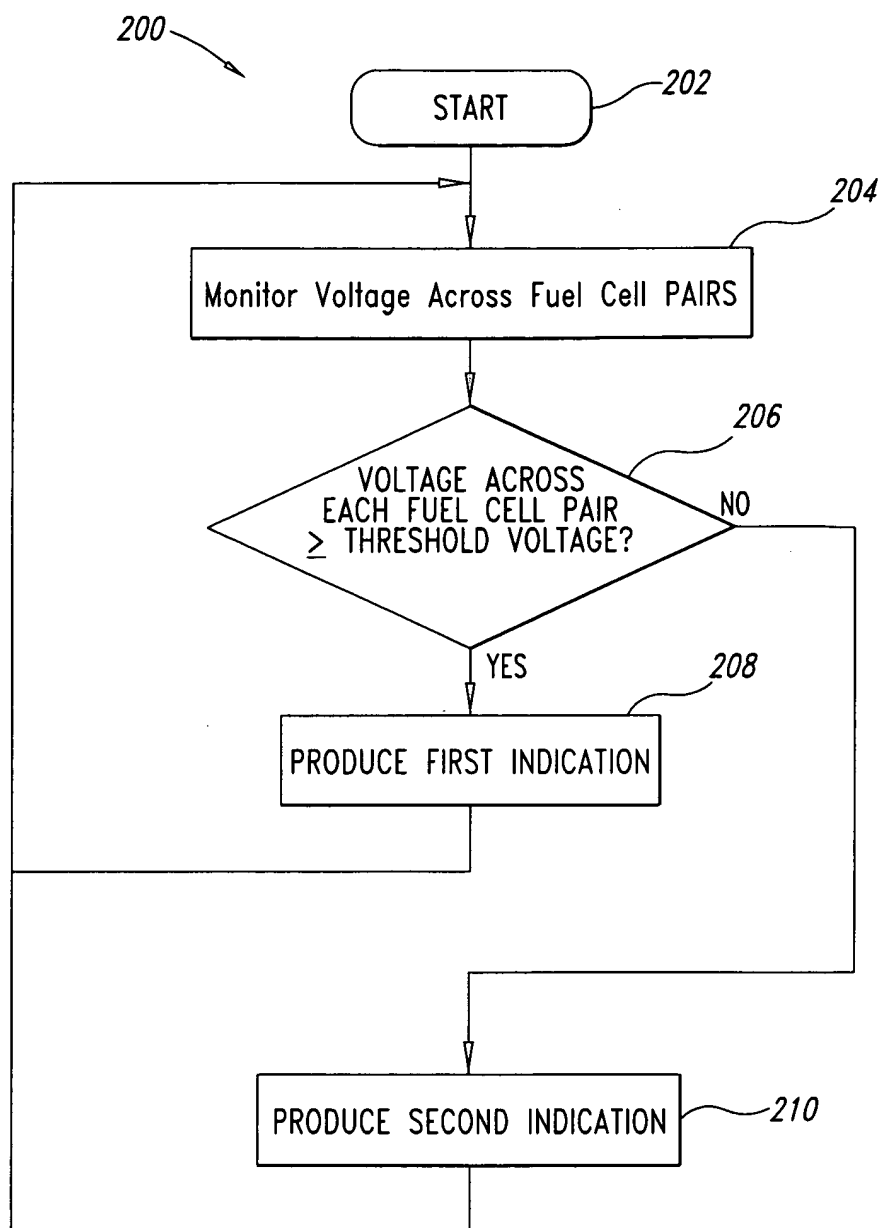 200
START
202
204
Monitor Voltage Across Fuel Cell PAIRS
206
VOLTAGE ACROSS
EACH FUEL CELL PAIR
≥ THRESHOLD VOLTAGE?
NO
YES
208
PRODUCE FIRST INDICATION
PRODUCE SECOND INDICATION
210